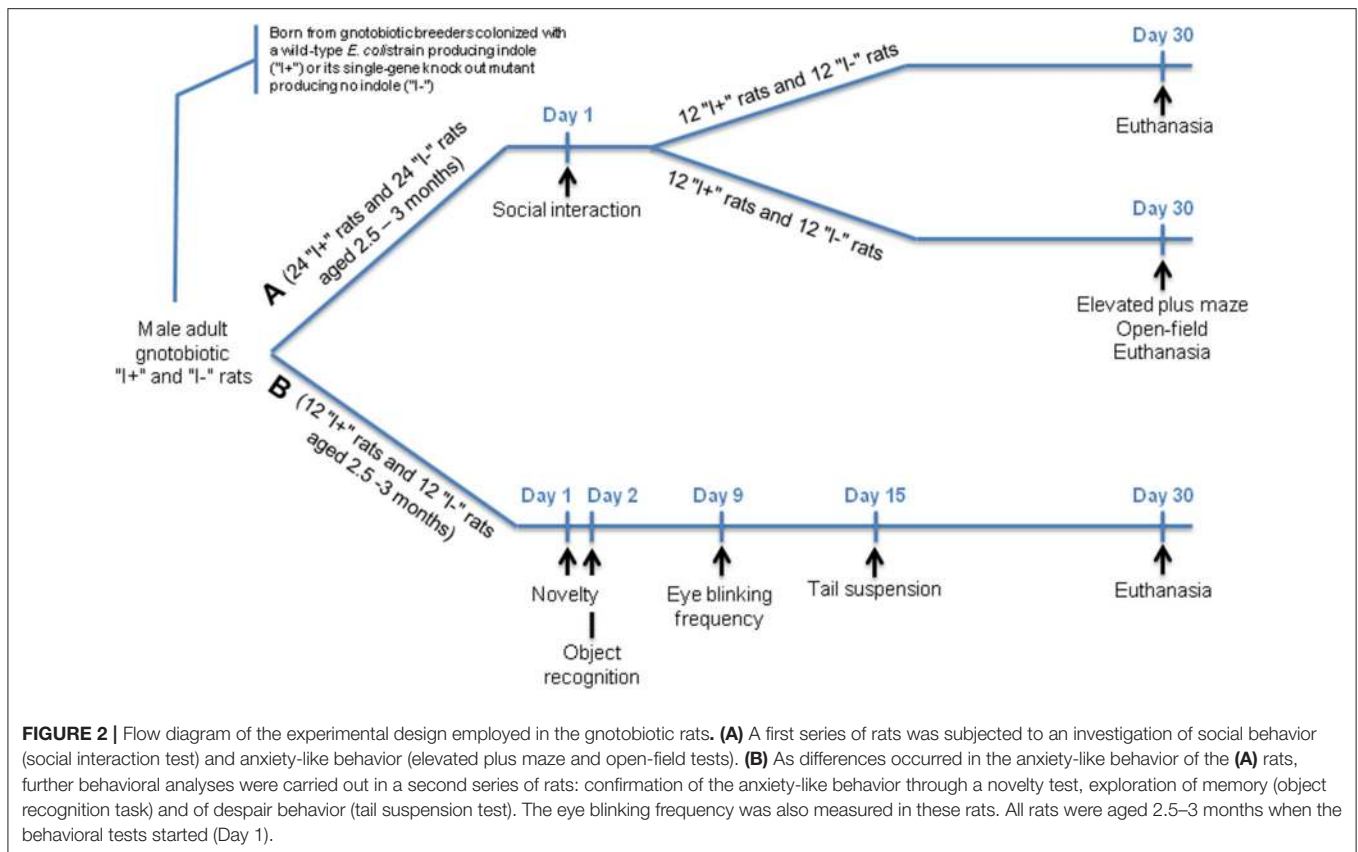 Born from gnotobiotic breeders colonized with
a wild-type E. coli strain producing indole
("I+") or its single-gene knock out mutant
producing no indole ("I-")
Day 30
12 "I+" rats and 12 "I-" rats
Day 1
Euthanasia
A (24 "I+" rats and 24 "I-" rats
aged 2.5 – 3 months)
Social interaction
12 "I+" rats and 12 "I-" rats
Day 30
Elevated plus maze
Open-field
Euthanasia
Male adult
gnotobiotic
"I+" and "I-" rats
B (12 "I+" rats and 12 "I-" rats
aged 2.5 -3 months)
Day 1 Day 2 Day 9 Day 15 Day 30
Novelty
Eye blinking
frequency
Tail suspension
Euthanasia
Object
recognition
FIGURE 2 | Flow diagram of the experimental design employed in the gnotobiotic rats. (A) A first series of rats was subjected to an investigation of social behavior
(social interaction test) and anxiety-like behavior (elevated plus maze and open-field tests). (B) As differences occurred in the anxiety-like behavior of the (A) rats,
further behavioral analyses were carried out in a second series of rats: confirmation of the anxiety-like behavior through a novelty test, exploration of memory (object
recognition task) and of despair behavior (tail suspension test). The eye blinking frequency was also measured in these rats. All rats were aged 2.5–3 months when the
behavioral tests started (Day 1).